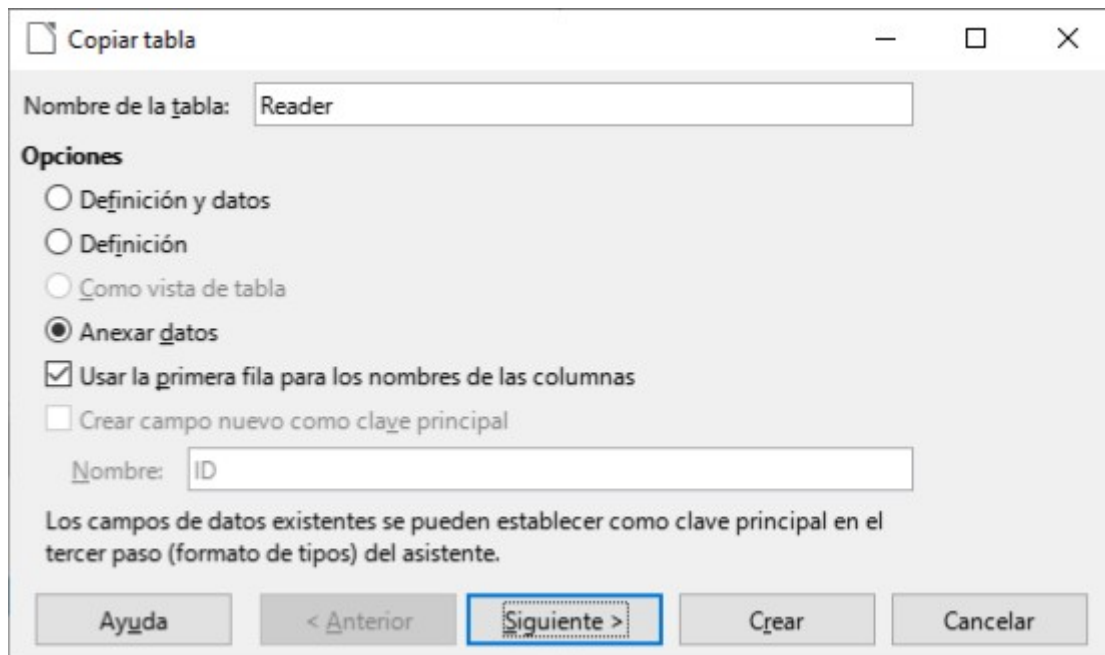 Copiar tabla
Nombre de la tabla: Reader
Opciones
Definición y datos
Definición
Como vista de tabla
Anexar datos
Usar la primera fila para los nombres de las columnas
Crear campo nuevo como clave principal
Nombre: ID
Los campos de datos existentes se pueden establecer como clave principal en el
tercer paso (formato de tipos) del asistente.
Ayuda < Anterior Siguiente > Crear Cancelar